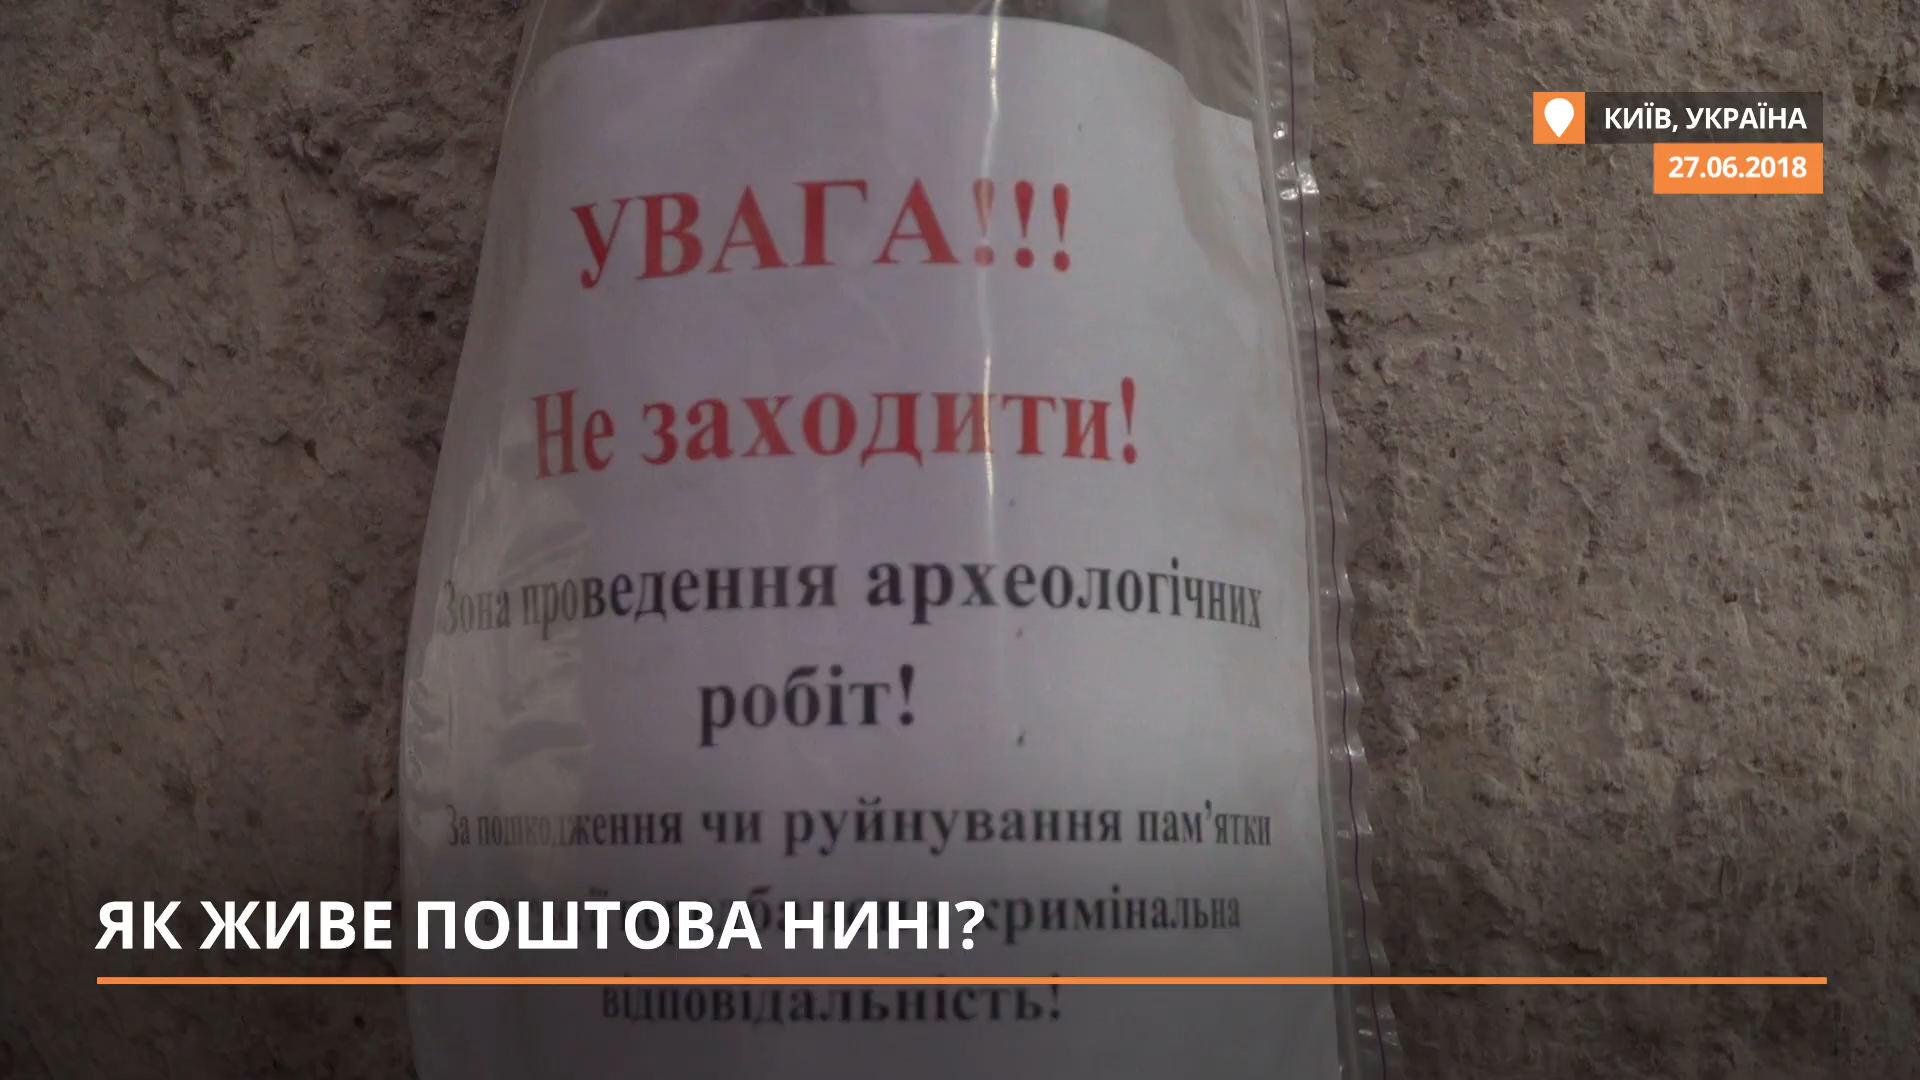 КИЇВ, УКРАЇНА
27.06.2018
УВАГА!!!
Не заходити!
Зона проведення археологічних
робіт!
За пошкодження чи руйнування пам’ятки
кримінальна
відповідальність!
ЯК ЖИВЕ ПОШТОВА НИНІ?